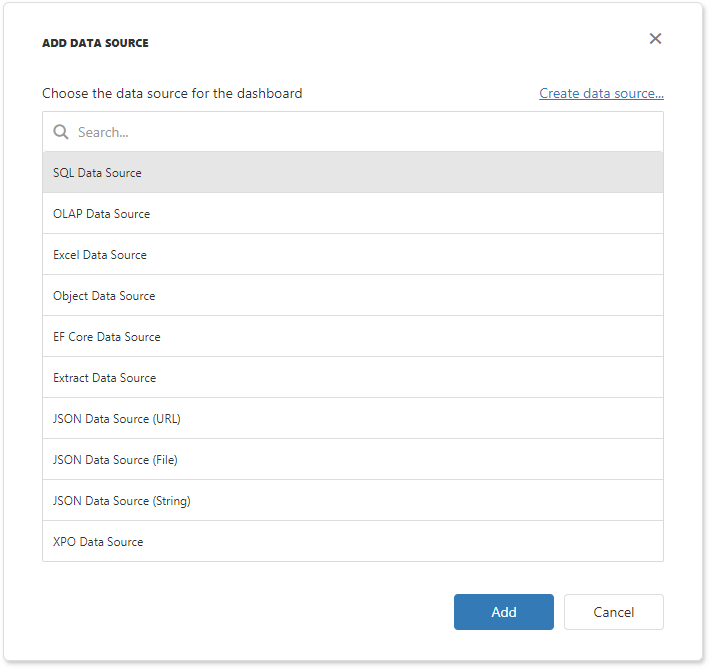 ADD DATA SOURCE
Choose the data source for the dashboard
Create data source...
Search...
SQL Data Source
OLAP Data Source
Excel Data Source
Object Data Source
EF Core Data Source
Extract Data Source
JSON Data Source (URL)
JSON Data Source (File)
JSON Data Source (String)
XPO Data Source
Add
Cancel